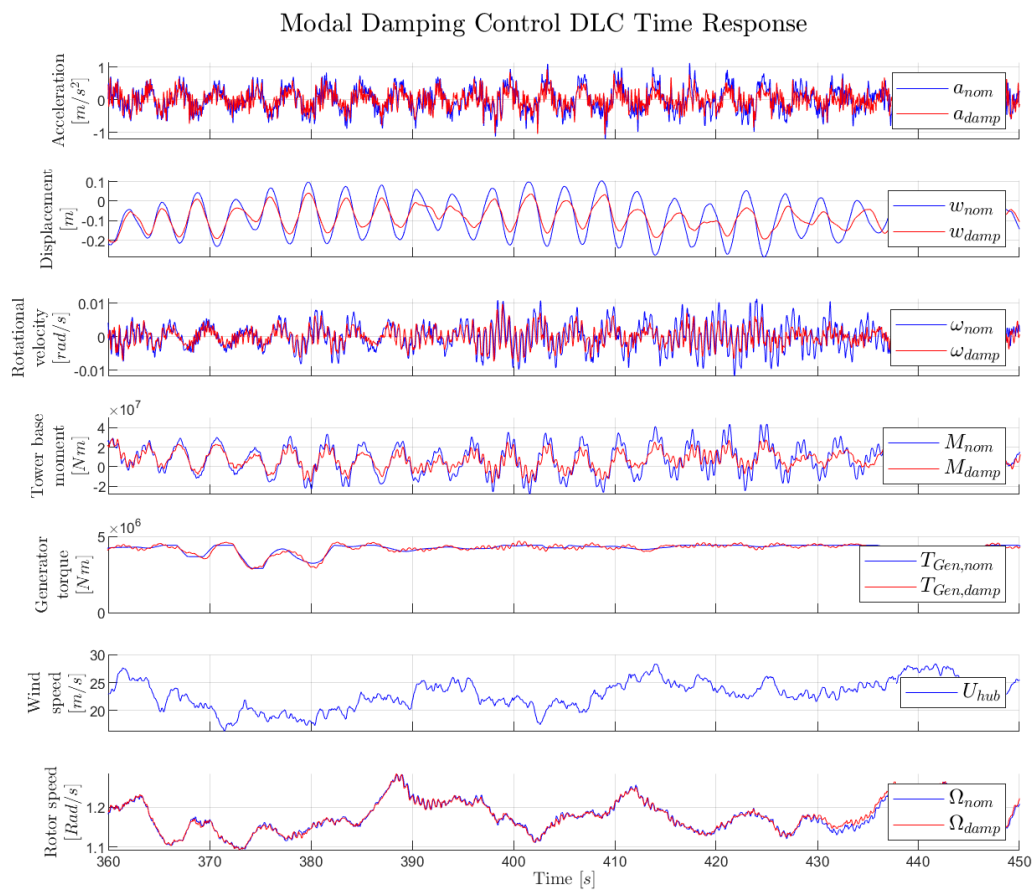 Modal Damping Control DLC Time Response
Acceleration
[m/s²]
1
0
-1
a_nom
a_damp
Displacement
[m]
0.1
0
-0.1
-0.2
w_nom
w_damp
Rotational
velocity
[rad/s]
0.01
0
-0.01
ω_nom
ω_damp
Tower base
moment
[Nm]
×10⁷
4
2
0
-2
M_nom
M_damp
Generator
torque
[Nm]
×10⁶
5
0
T_Gen,nom
T_Gen,damp
Wind
speed
[m/s]
30
25
20
U_hub
Rotor speed
[Rad/s]
1.2
1.1
Ω_nom
Ω_damp
360 370 380 390 400 410 420 430 440 450
Time [s]